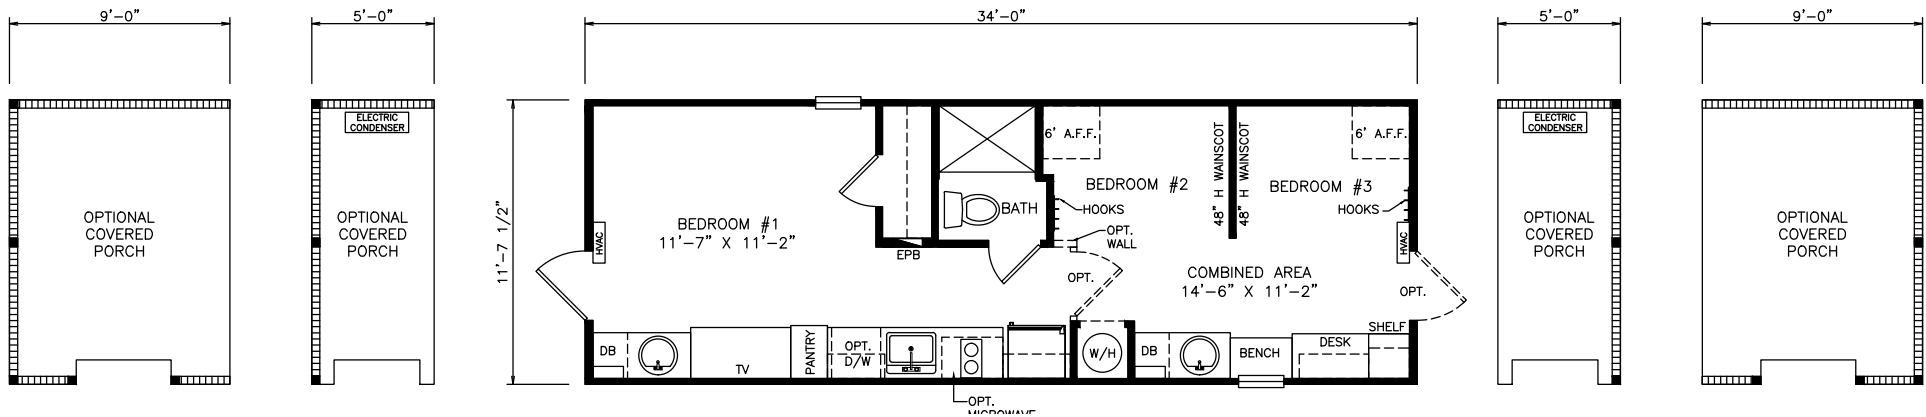 9'-0"
5'-0"
34'-0"
5'-0"
9'-0"
ELECTRIC
CONDENSER
ELECTRIC
CONDENSER
6' A.F.F.
6' A.F.F.
48" H WAINSCOT
48" H WAINSCOT
OPTIONAL
COVERED
PORCH
OPTIONAL
COVERED
PORCH
11'-7 1/2"
HVAC
BEDROOM #1
11'-7" X 11'-2"
EPB
BATH
BEDROOM #2
HOOKS
OPT.
WALL
BEDROOM #3
HOOKS
HVAC
OPT.
COMBINED AREA
14'-6" X 11'-2"
OPT.
OPTIONAL
COVERED
PORCH
OPTIONAL
COVERED
PORCH
DB
TV
PANTRY
OPT.
D/W
W/H
DB
BENCH
DESK
SHELF
OPT.
MICROWAVE